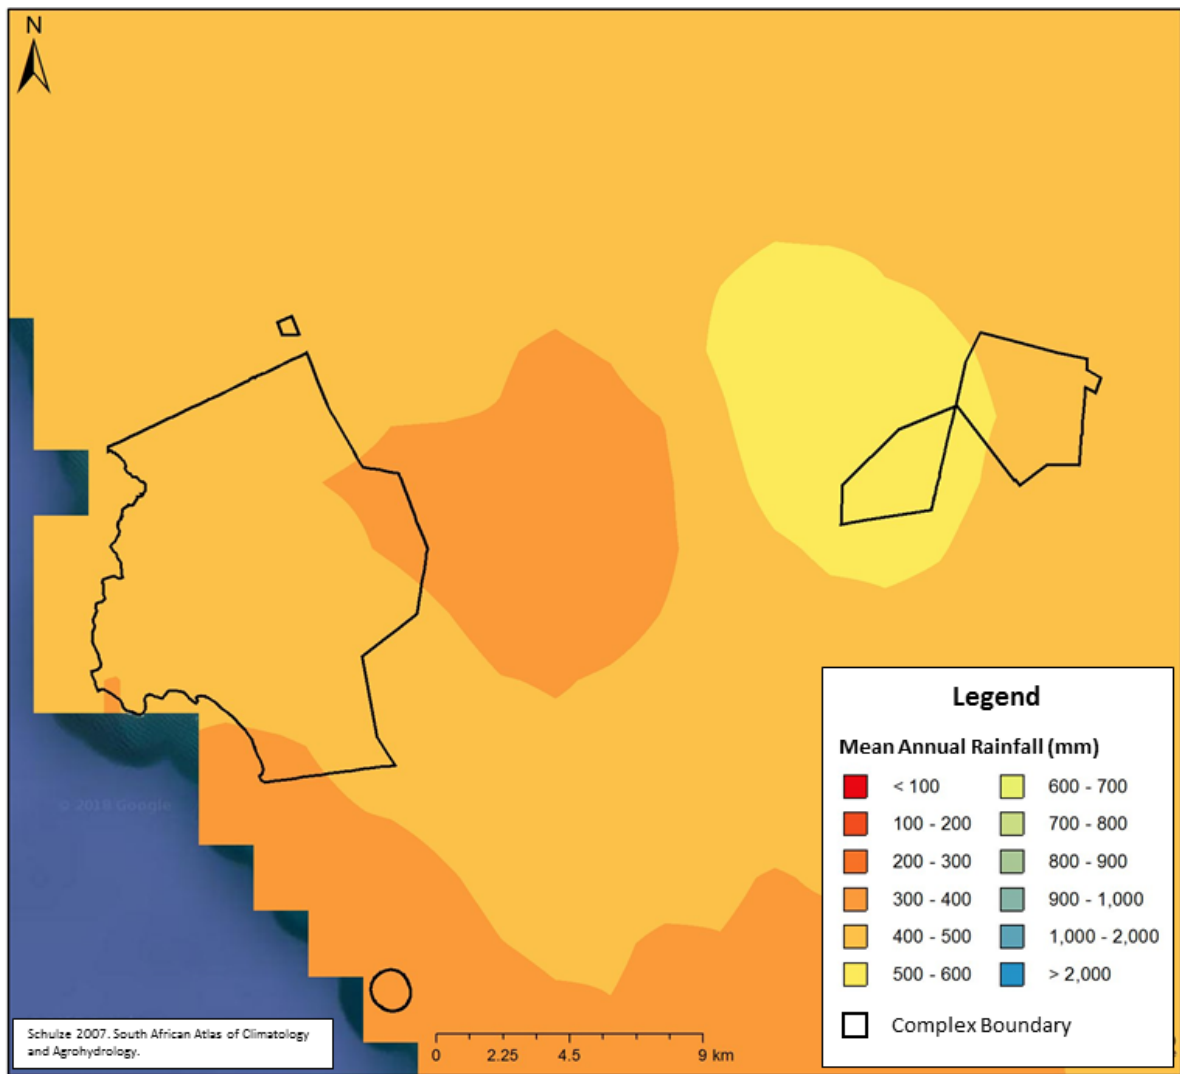 N
© 2018 Google
Legend
Mean Annual Rainfall (mm)
< 100
100 - 200
200 - 300
300 - 400
400 - 500
500 - 600
600 - 700
700 - 800
800 - 900
900 - 1,000
1,000 - 2,000
> 2,000
Complex Boundary
Schulze 2007. South African Atlas of Climatology
and Agrohydrology.
0 2.25 4.5 9 km